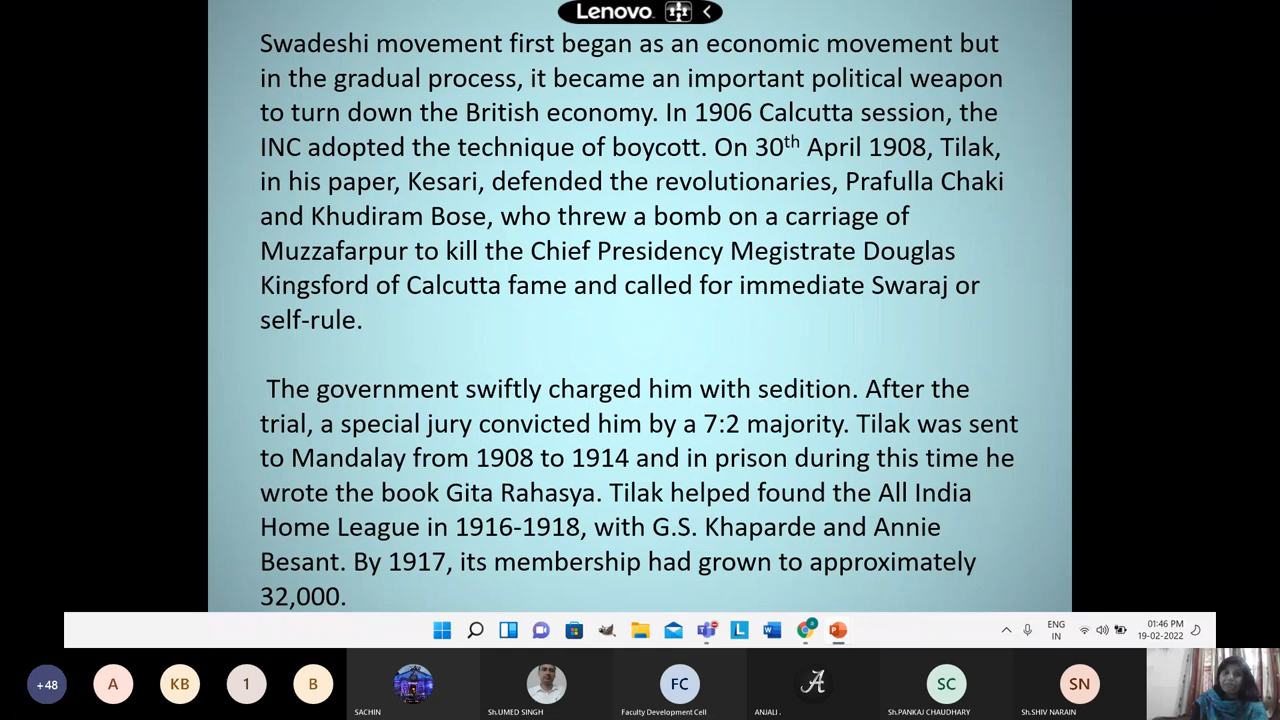 Lenovo
Swadeshi movement first began as an economic movement but
in the gradual process, it became an important political weapon
to turn down the British economy. In 1906 Calcutta session, the
INC adopted the technique of boycott. On 30th April 1908, Tilak,
in his paper, Kesari, defended the revolutionaries, Prafulla Chaki
and Khudiram Bose, who threw a bomb on a carriage of
Muzzafarpur to kill the Chief Presidency Megistrate Douglas
Kingsford of Calcutta fame and called for immediate Swaraj or
self-rule.
The government swiftly charged him with sedition. After the
trial, a special jury convicted him by a 7:2 majority. Tilak was sent
to Mandalay from 1908 to 1914 and in prison during this time he
wrote the book Gita Rahasya. Tilak helped found the All India
Home League in 1916-1918, with G.S. Khaparde and Annie
Besant. By 1917, its membership had grown to approximately
32,000.
ENG
IN
01:46 PM
19-02-2022
+48 A KB 1 B FC A SC SN
SACHIN Sh.UMED SINGH Faculty Development Cell ANJALI . Sh.PANKAJ CHAUDHARY Sh.SHIV NARAIN